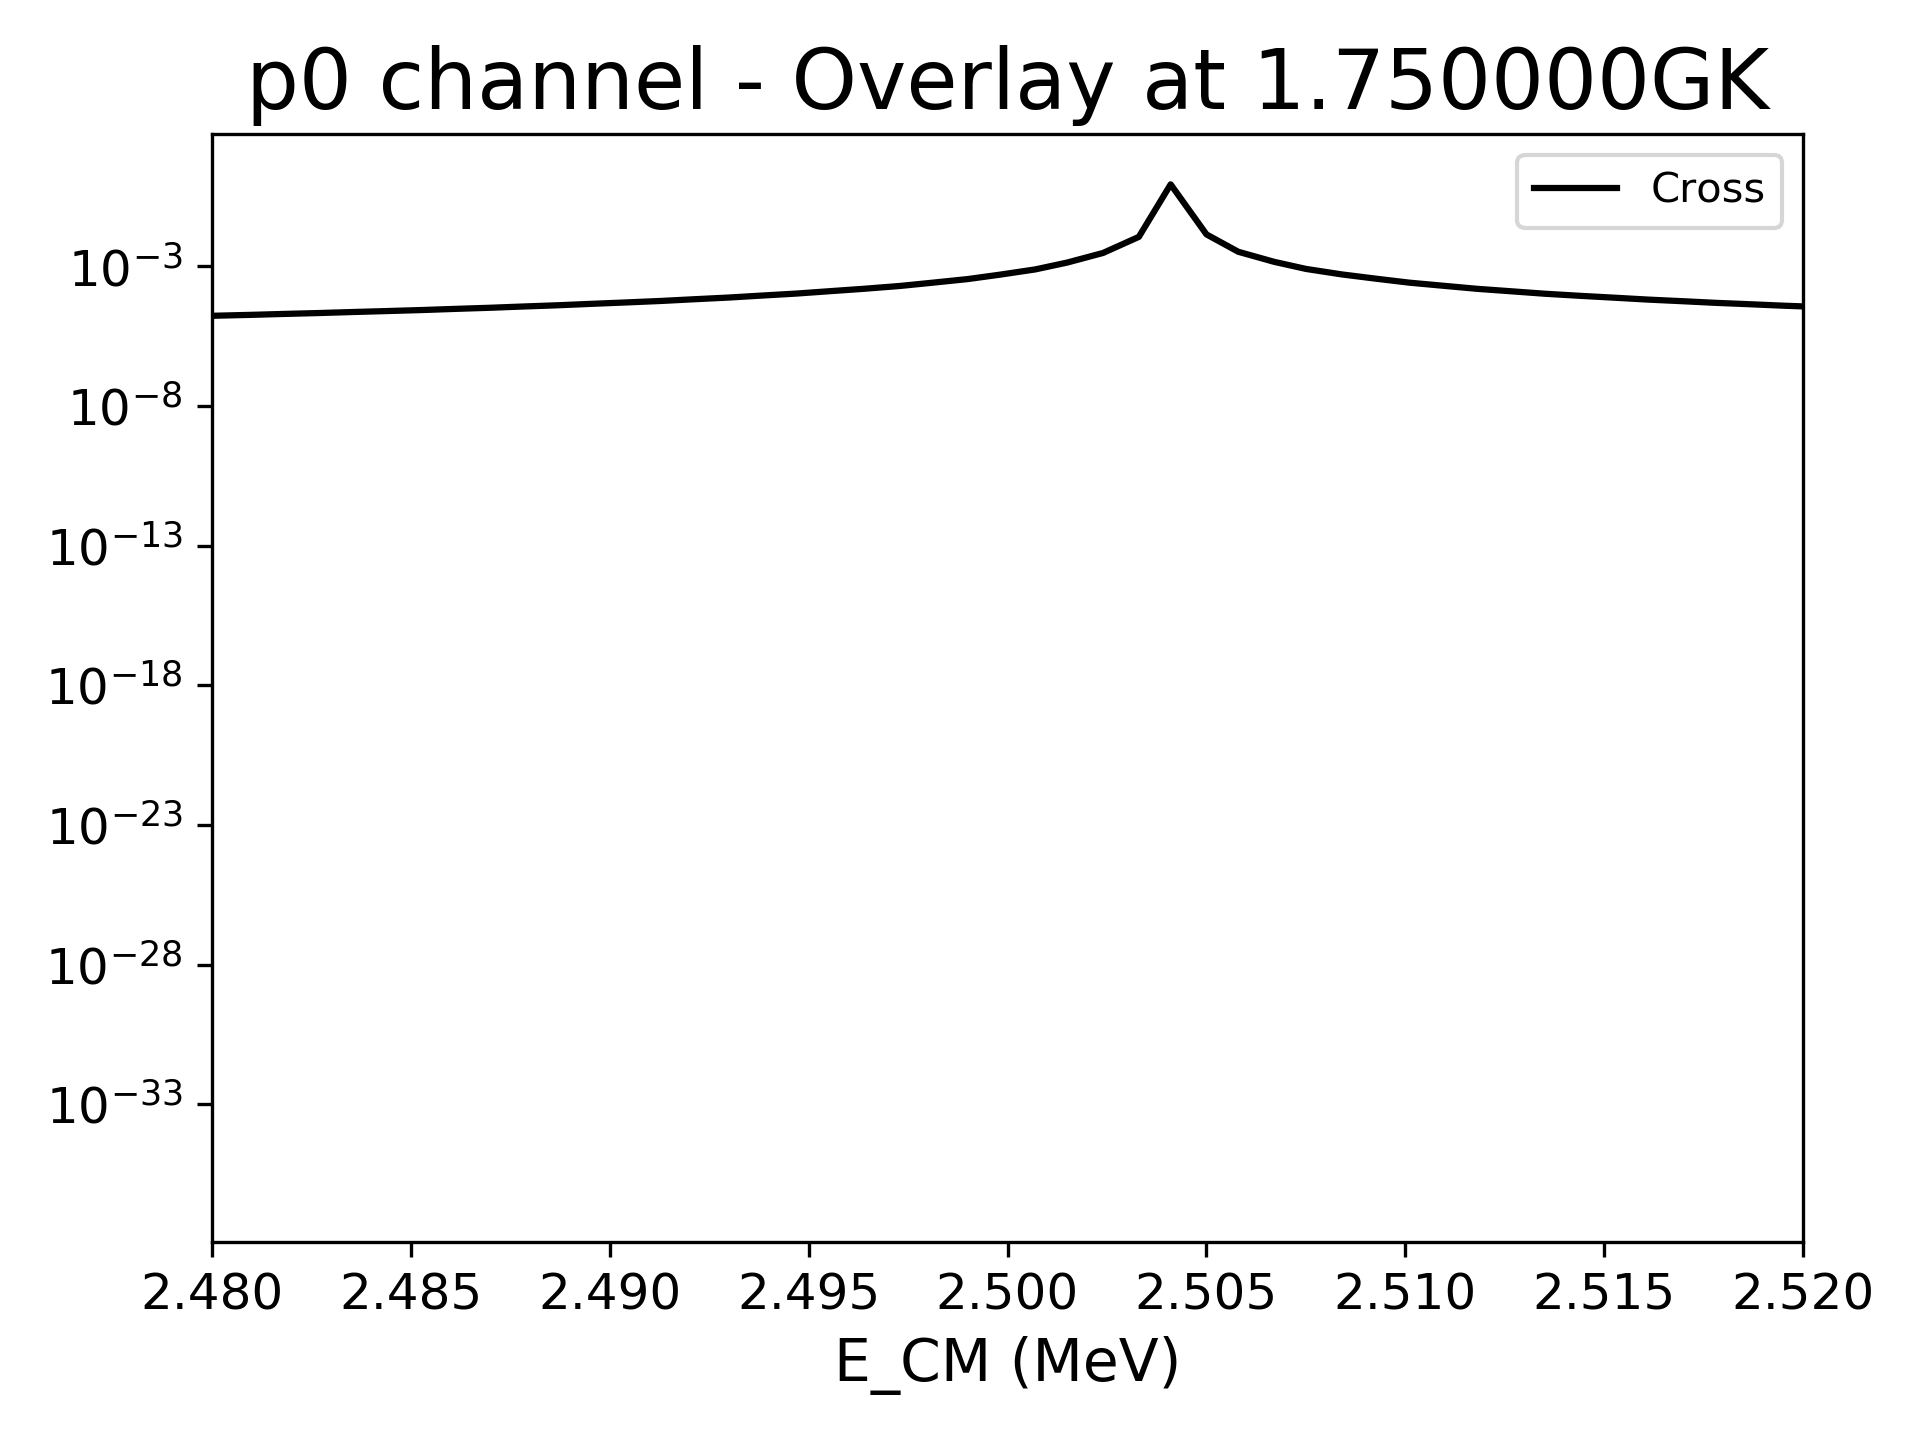 p0 channel - Overlay at 1.750000GK
Cross
10⁻³
10⁻⁸
10⁻¹³
10⁻¹⁸
10⁻²³
10⁻²⁸
10⁻³³
2.480 2.485 2.490 2.495 2.500 2.505 2.510 2.515 2.520
E_CM (MeV)